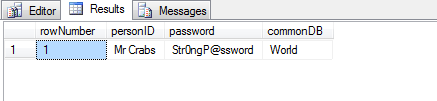 Editor Results Messages
rowNumber personID password commonDB
1 1 Mr Crabs Str0ngP@ssword World